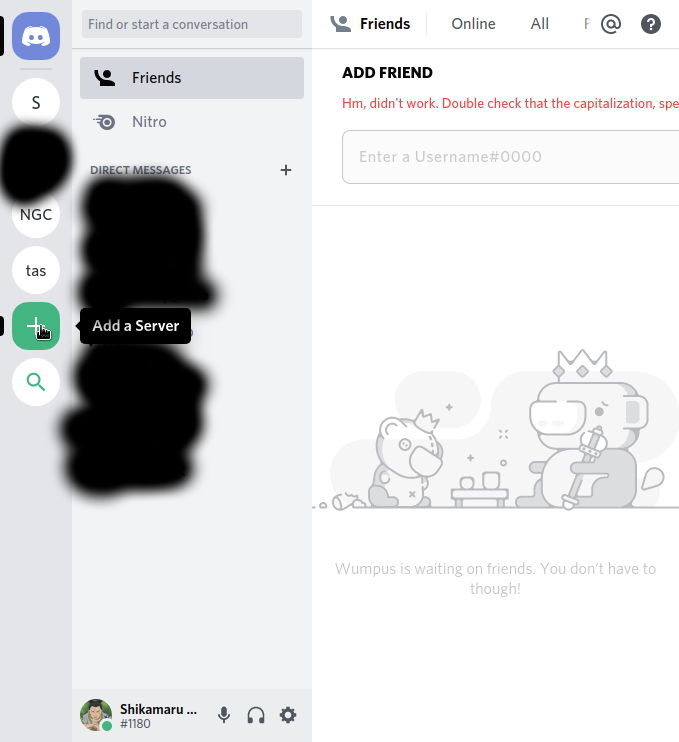 Find or start a conversation
Friends
Nitro
DIRECT MESSAGES
S
NGC
tas
Add a Server
Shikamaru ...
#1180
Friends
Online
All
ADD FRIEND
Hm, didn't work. Double check that the capitalization, spe
Enter a Username#0000
Wumpus is waiting on friends. You don't have to
though!